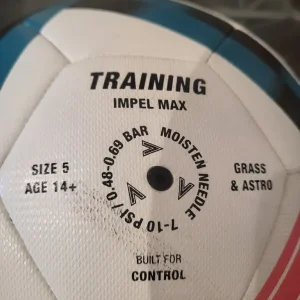 TRAINING
IMPEL MAX
7-10 PSI / 0.48-0.69 BAR
MOISTEN NEEDLE
SIZE 5
AGE 14+
GRASS
& ASTRO
BUILT FOR
CONTROL